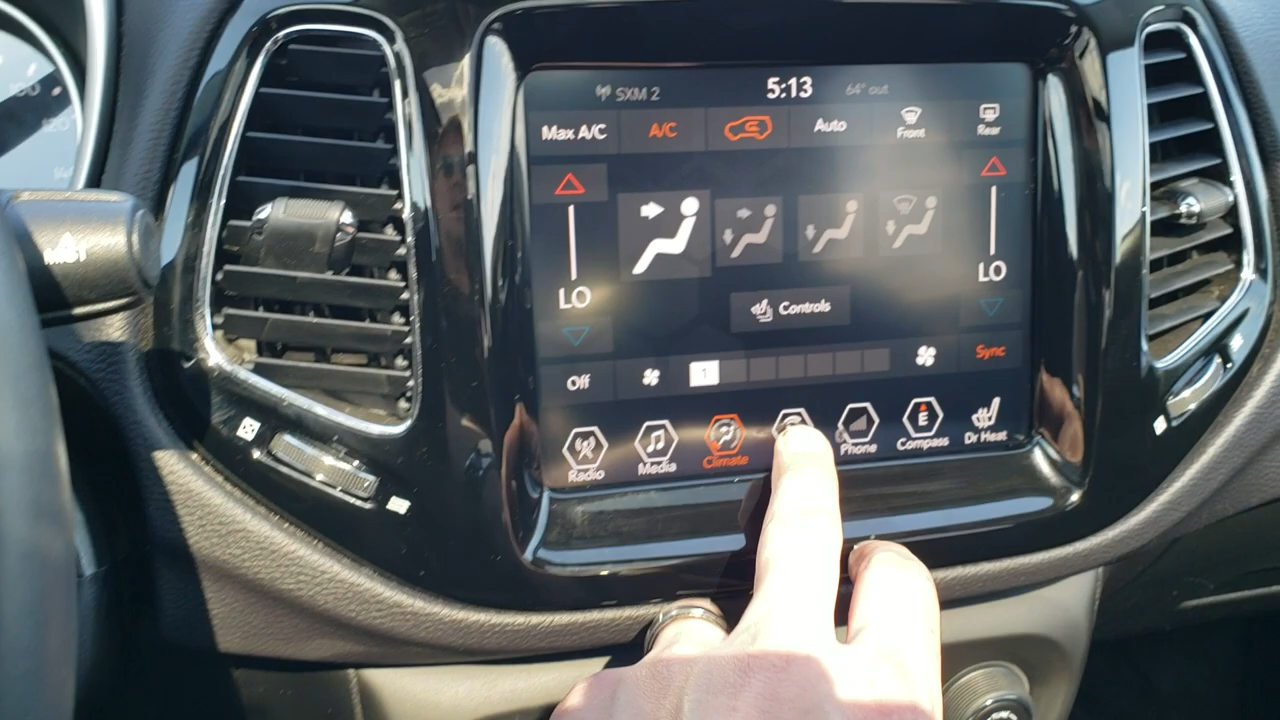 SXM 2 5:13 64° out
Max A/C A/C Auto Front Rear
LO LO
Controls
Off 1 Sync
Radio Media Climate Phone E Compass Dr Heat
120